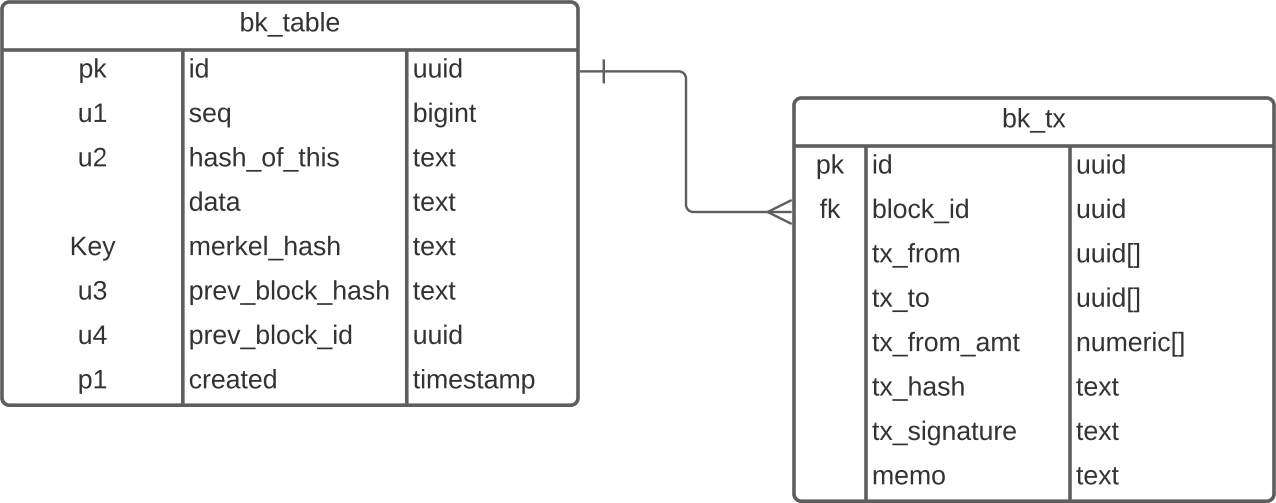 bk_table
pk id uuid
u1 seq bigint
u2 hash_of_this text
data text
Key merkel_hash text
u3 prev_block_hash text
u4 prev_block_id uuid
p1 created timestamp
bk_tx
pk id uuid
fk block_id uuid
tx_from uuid[]
tx_to uuid[]
tx_from_amt numeric[]
tx_hash text
tx_signature text
memo text